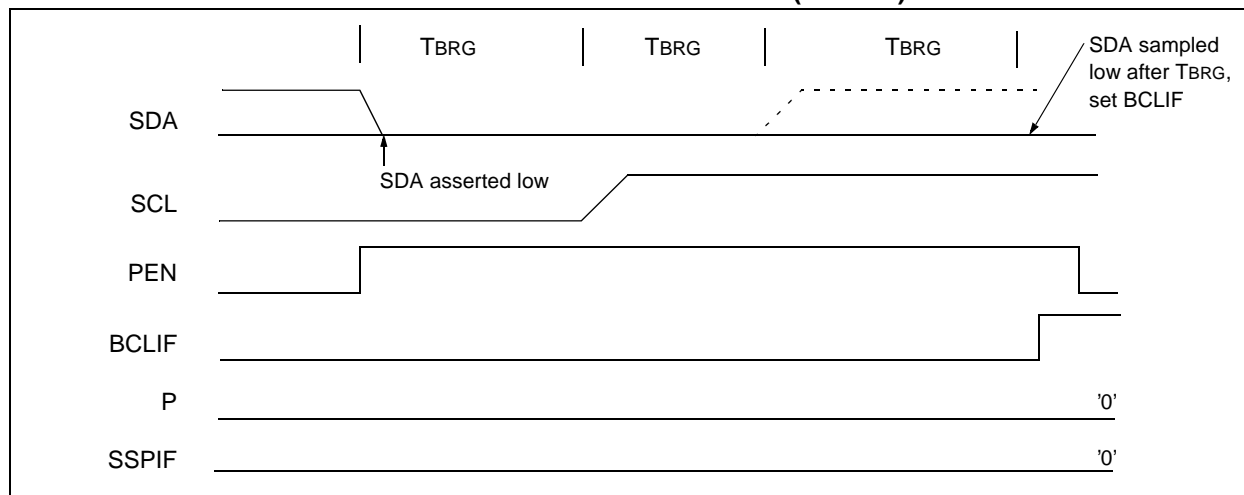 TBRG TBRG TBRG
SDA sampled
low after TBRG,
set BCLIF
SDA
SDA asserted low
SCL
PEN
BCLIF
P '0'
SSPIF '0'